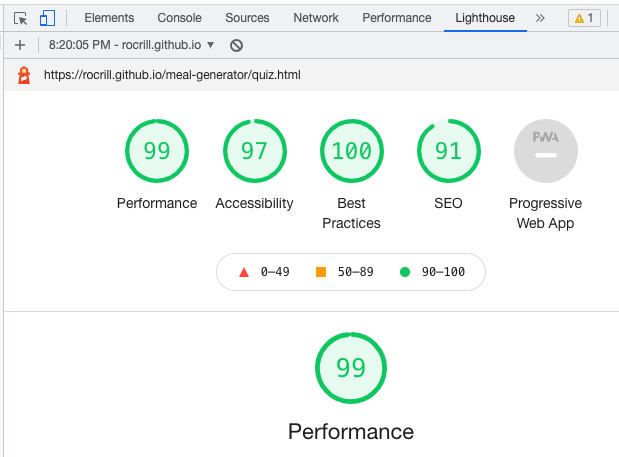 Elements Console Sources Network Performance Lighthouse » 1
+ 8:20:05 PM - rocrill.github.io ▼
https://rocrill.github.io/meal-generator/quiz.html
99 97 100 91 PWA
Performance Accessibility Best Practices SEO Progressive Web App
0–49 50–89 90–100
99
Performance